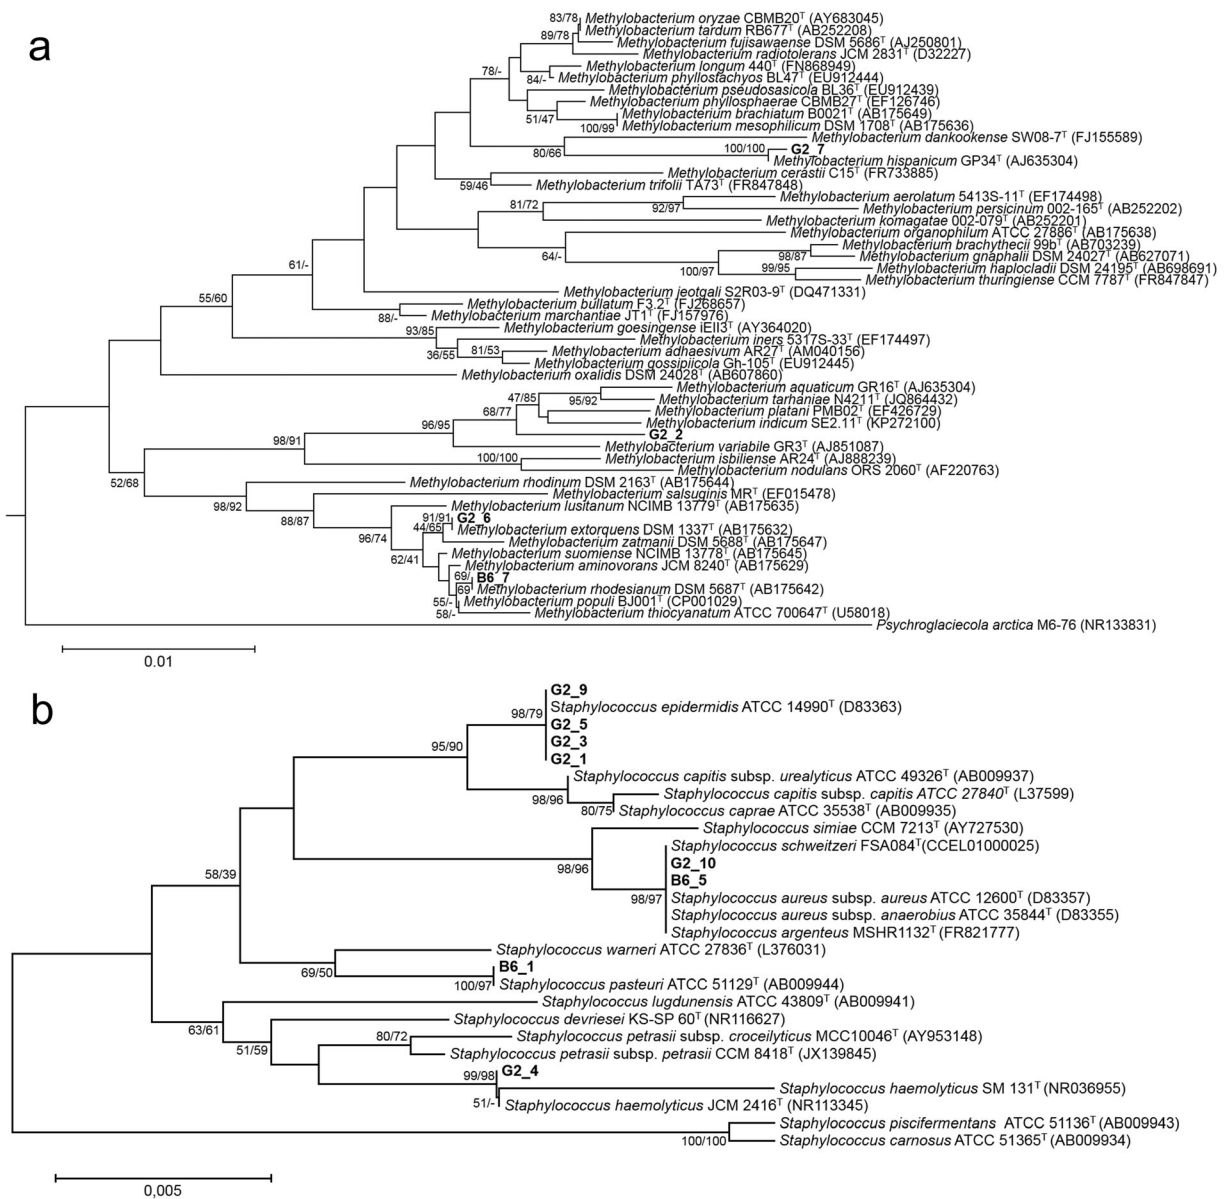 a
83/78 Methylobacterium oryzae CBMB20ᵀ (AY683045)
Methylobacterium tardum RB677ᵀ (AB252208)
89/78
Methylobacterium fujisawaense DSM 5686ᵀ (AJ250801)
Methylobacterium radiotolerans JCM 2831ᵀ (D32227)
Methylobacterium longum 440ᵀ (FN868949)
78/-
84/- Methylobacterium phyllostachyos BL47ᵀ (EU912444)
Methylobacterium pseudosasicola BL36ᵀ (EU912439)
Methylobacterium phyllosphaerae CBMB27ᵀ (EF126746)
51/47
Methylobacterium brachiatum B0021ᵀ (AB175649)
100/99 Methylobacterium mesophilicum DSM 1708ᵀ (AB175636)
Methylobacterium dankookense SW08-7ᵀ (FJ155589)
80/66
100/100 G2_7
Methylobacterium hispanicum GP34ᵀ (AJ635304)
Methylobacterium cerastii C15ᵀ (FR733885)
59/46 Methylobacterium trifolii TA73ᵀ (FR847848)
Methylobacterium aerolatum 5413S-11ᵀ (EF174498)
81/72
92/97 Methylobacterium persicinum 002-165ᵀ (AB252202)
Methylobacterium komagatae 002-079ᵀ (AB252201)
Methylobacterium organophilum ATCC 27886ᵀ (AB175638)
64/-
Methylobacterium brachythecii 99bᵀ (AB703239)
98/87 Methylobacterium gnaphalii DSM 24027ᵀ (AB627071)
100/97
99/95 Methylobacterium haplocladii DSM 24195ᵀ (AB698691)
Methylobacterium thuringiense CCM 7787ᵀ (FR847847)
61/-
Methylobacterium jeotgali S2R03-9ᵀ (DQ471331)
55/60
Methylobacterium bullatum F3.2ᵀ (FJ268657)
88/- Methylobacterium marchantiae JT1ᵀ (FJ157976)
93/85 Methylobacterium goesingense iEII3ᵀ (AY364020)
Methylobacterium iners 5317S-33ᵀ (EF174497)
36/55
81/53 Methylobacterium adhaesivum AR27ᵀ (AM040156)
Methylobacterium gossipiicola Gh-105ᵀ (EU912445)
Methylobacterium oxalidis DSM 24028ᵀ (AB607860)
Methylobacterium aquaticum GR16ᵀ (AJ635304)
47/85
95/92 Methylobacterium tarhaniae N4211ᵀ (JQ864432)
68/77
Methylobacterium platani PMB02ᵀ (EF426729)
Methylobacterium indicum SE2.11ᵀ (KP272100)
96/95
G2_2
98/91
Methylobacterium variabile GR3ᵀ (AJ851087)
100/100 Methylobacterium isbiliense AR24ᵀ (AJ888239)
Methylobacterium nodulans ORS 2060ᵀ (AF220763)
52/68
Methylobacterium rhodinum DSM 2163ᵀ (AB175644)
98/92
Methylobacterium salsuginis MRᵀ (EF015478)
88/87
Methylobacterium lusitanum NCIMB 13779ᵀ (AB175635)
96/74
91/91 G2_6
44/65 Methylobacterium extorquens DSM 1337ᵀ (AB175632)
Methylobacterium zatmanii DSM 5688ᵀ (AB175647)
62/41
Methylobacterium suomiense NCIMB 13778ᵀ (AB175645)
Methylobacterium aminovorans JCM 8240ᵀ (AB175629)
69/ B6_7
69 Methylobacterium rhodesianum DSM 5687ᵀ (AB175642)
55/- Methylobacterium populi BJ001ᵀ (CP001029)
58/- Methylobacterium thiocyanatum ATCC 700647ᵀ (U58018)
Psychroglaciecola arctica M6-76 (NR133831)
0.01
b
G2_9
98/79 Staphylococcus epidermidis ATCC 14990ᵀ (D83363)
G2_5
95/90 G2_3
G2_1
Staphylococcus capitis subsp. urealyticus ATCC 49326ᵀ (AB009937)
98/96 Staphylococcus capitis subsp. capitis ATCC 27840ᵀ (L37599)
80/75 Staphylococcus caprae ATCC 35538ᵀ (AB009935)
Staphylococcus simiae CCM 7213ᵀ (AY727530)
Staphylococcus schweitzeri FSA084ᵀ(CCEL01000025)
98/96 G2_10
58/39 B6_5
98/97 Staphylococcus aureus subsp. aureus ATCC 12600ᵀ (D83357)
Staphylococcus aureus subsp. anaerobius ATCC 35844ᵀ (D83355)
Staphylococcus argenteus MSHR1132ᵀ (FR821777)
Staphylococcus warneri ATCC 27836ᵀ (L376031)
69/50 B6_1
100/97 Staphylococcus pasteuri ATCC 51129ᵀ (AB009944)
Staphylococcus lugdunensis ATCC 43809ᵀ (AB009941)
63/61 Staphylococcus devriesei KS-SP 60ᵀ (NR116627)
80/72 Staphylococcus petrasii subsp. croceilyticus MCC10046ᵀ (AY953148)
51/59 Staphylococcus petrasii subsp. petrasii CCM 8418ᵀ (JX139845)
99/98 G2_4
Staphylococcus haemolyticus SM 131ᵀ (NR036955)
51/- Staphylococcus haemolyticus JCM 2416ᵀ (NR113345)
Staphylococcus piscifermentans ATCC 51136ᵀ (AB009943)
100/100 Staphylococcus carnosus ATCC 51365ᵀ (AB009934)
0,005